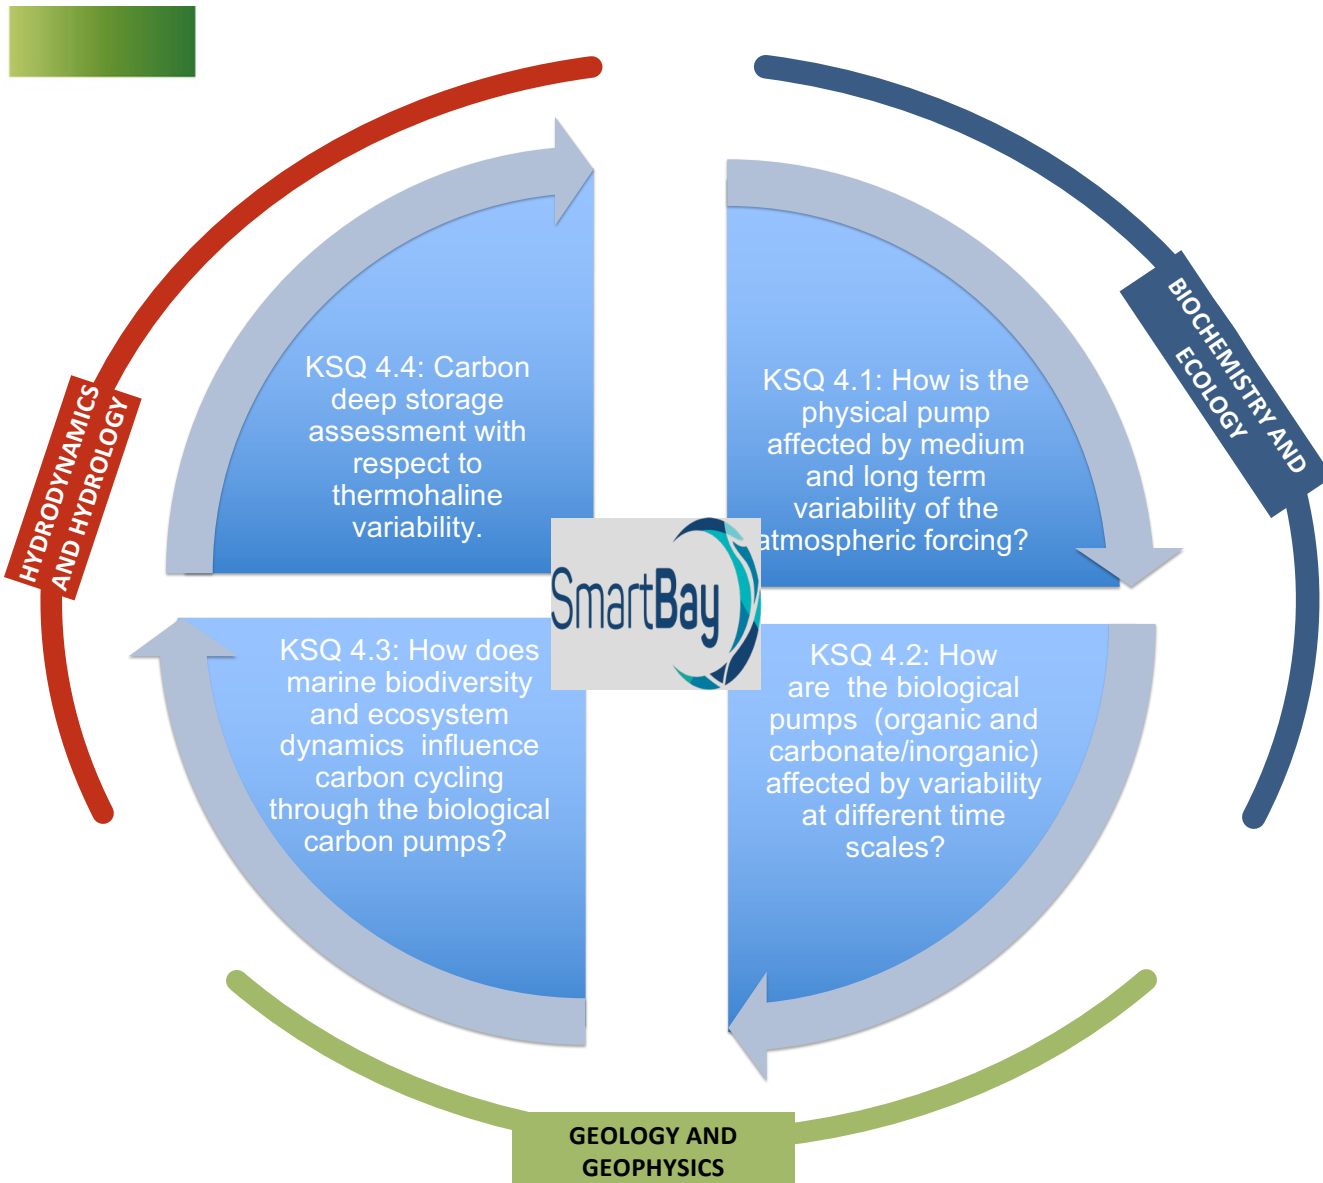 HYDRODYNAMICS
AND HYDROLOGY
BIOCHEMISTRY AND
ECOLOGY
KSQ 4.4: Carbon
deep storage
assessment with
respect to
thermohaline
variability.
KSQ 4.1: How is the
physical pump
affected by medium
and long term
variability of the
atmospheric forcing?
SmartBay
KSQ 4.3: How does
marine biodiversity
and ecosystem
dynamics  influence
carbon cycling
through the biological
carbon pumps?
KSQ 4.2: How
are  the biological
pumps  (organic and
carbonate/inorganic)
affected by variability
at different time
scales?
GEOLOGY AND
GEOPHYSICS